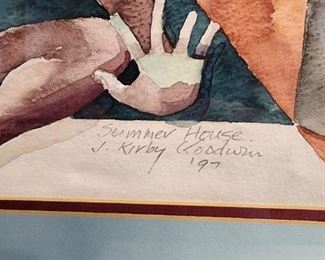 Summer House.
J. Kirby Goodwin
'97